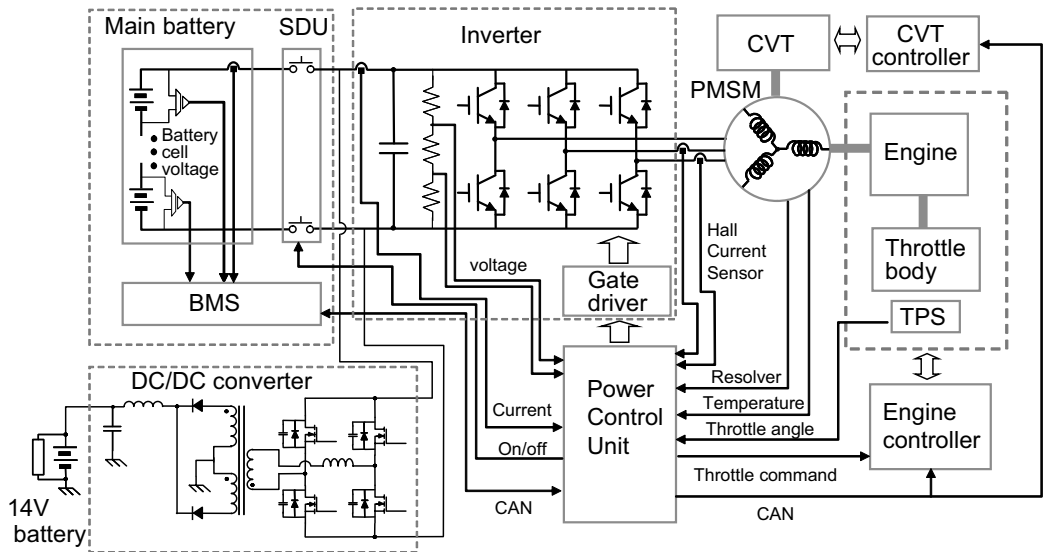 Main battery
SDU
Inverter
CVT
CVT
controller
PMSM
Battery
cell
voltage
Engine
Throttle
body
TPS
Hall
Current
Sensor
voltage
Gate
driver
BMS
DC/DC converter
Power
Control
Unit
Current
On/off
CAN
Resolver
Temperature
Throttle angle
Throttle command
CAN
Engine
controller
14V
battery